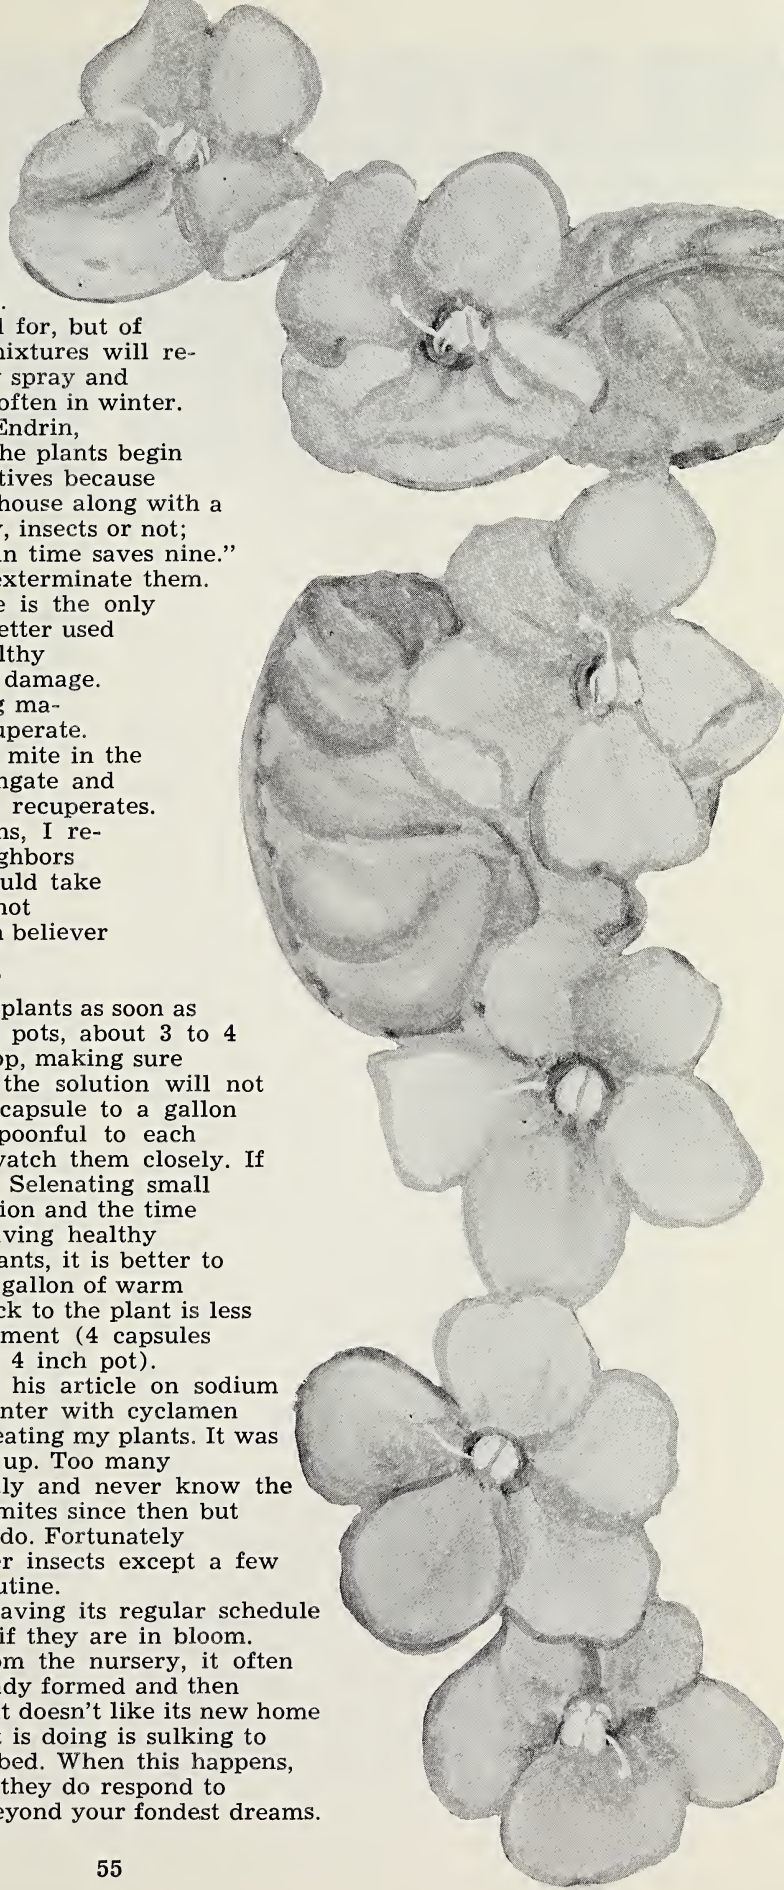 .
l for, but of
nixtures will re-
y spray and
often in winter.
Endrin,
he plants begin
tives because
house along with a
y, insects or not;
in time saves nine.”
exterminate them.
e is the only
etter used
lthy
damage.
g ma-
uperate.
mite in the
ngate and
recuperates.
ns, I re-
ghbors
uld take
not
n believer
plants as soon as
pots, about 3 to 4
op, making sure
the solution will not
capsule to a gallon
spoonful to each
watch them closely. If
Selenating small
tion and the time
aving healthy
ants, it is better to
gallon of warm
ck to the plant is less
ment (4 capsules
4 inch pot).
his article on sodium
nter with cyclamen
eating my plants. It was
up. Too many
ly and never know the
mites since then but
do. Fortunately
er insects except a few
utine.
aving its regular schedule
if they are in bloom.
om the nursery, it often
ady formed and then
t doesn't like its new home
t is doing is sulking to
bed. When this happens,
they do respond to
eyond your fondest dreams.
55